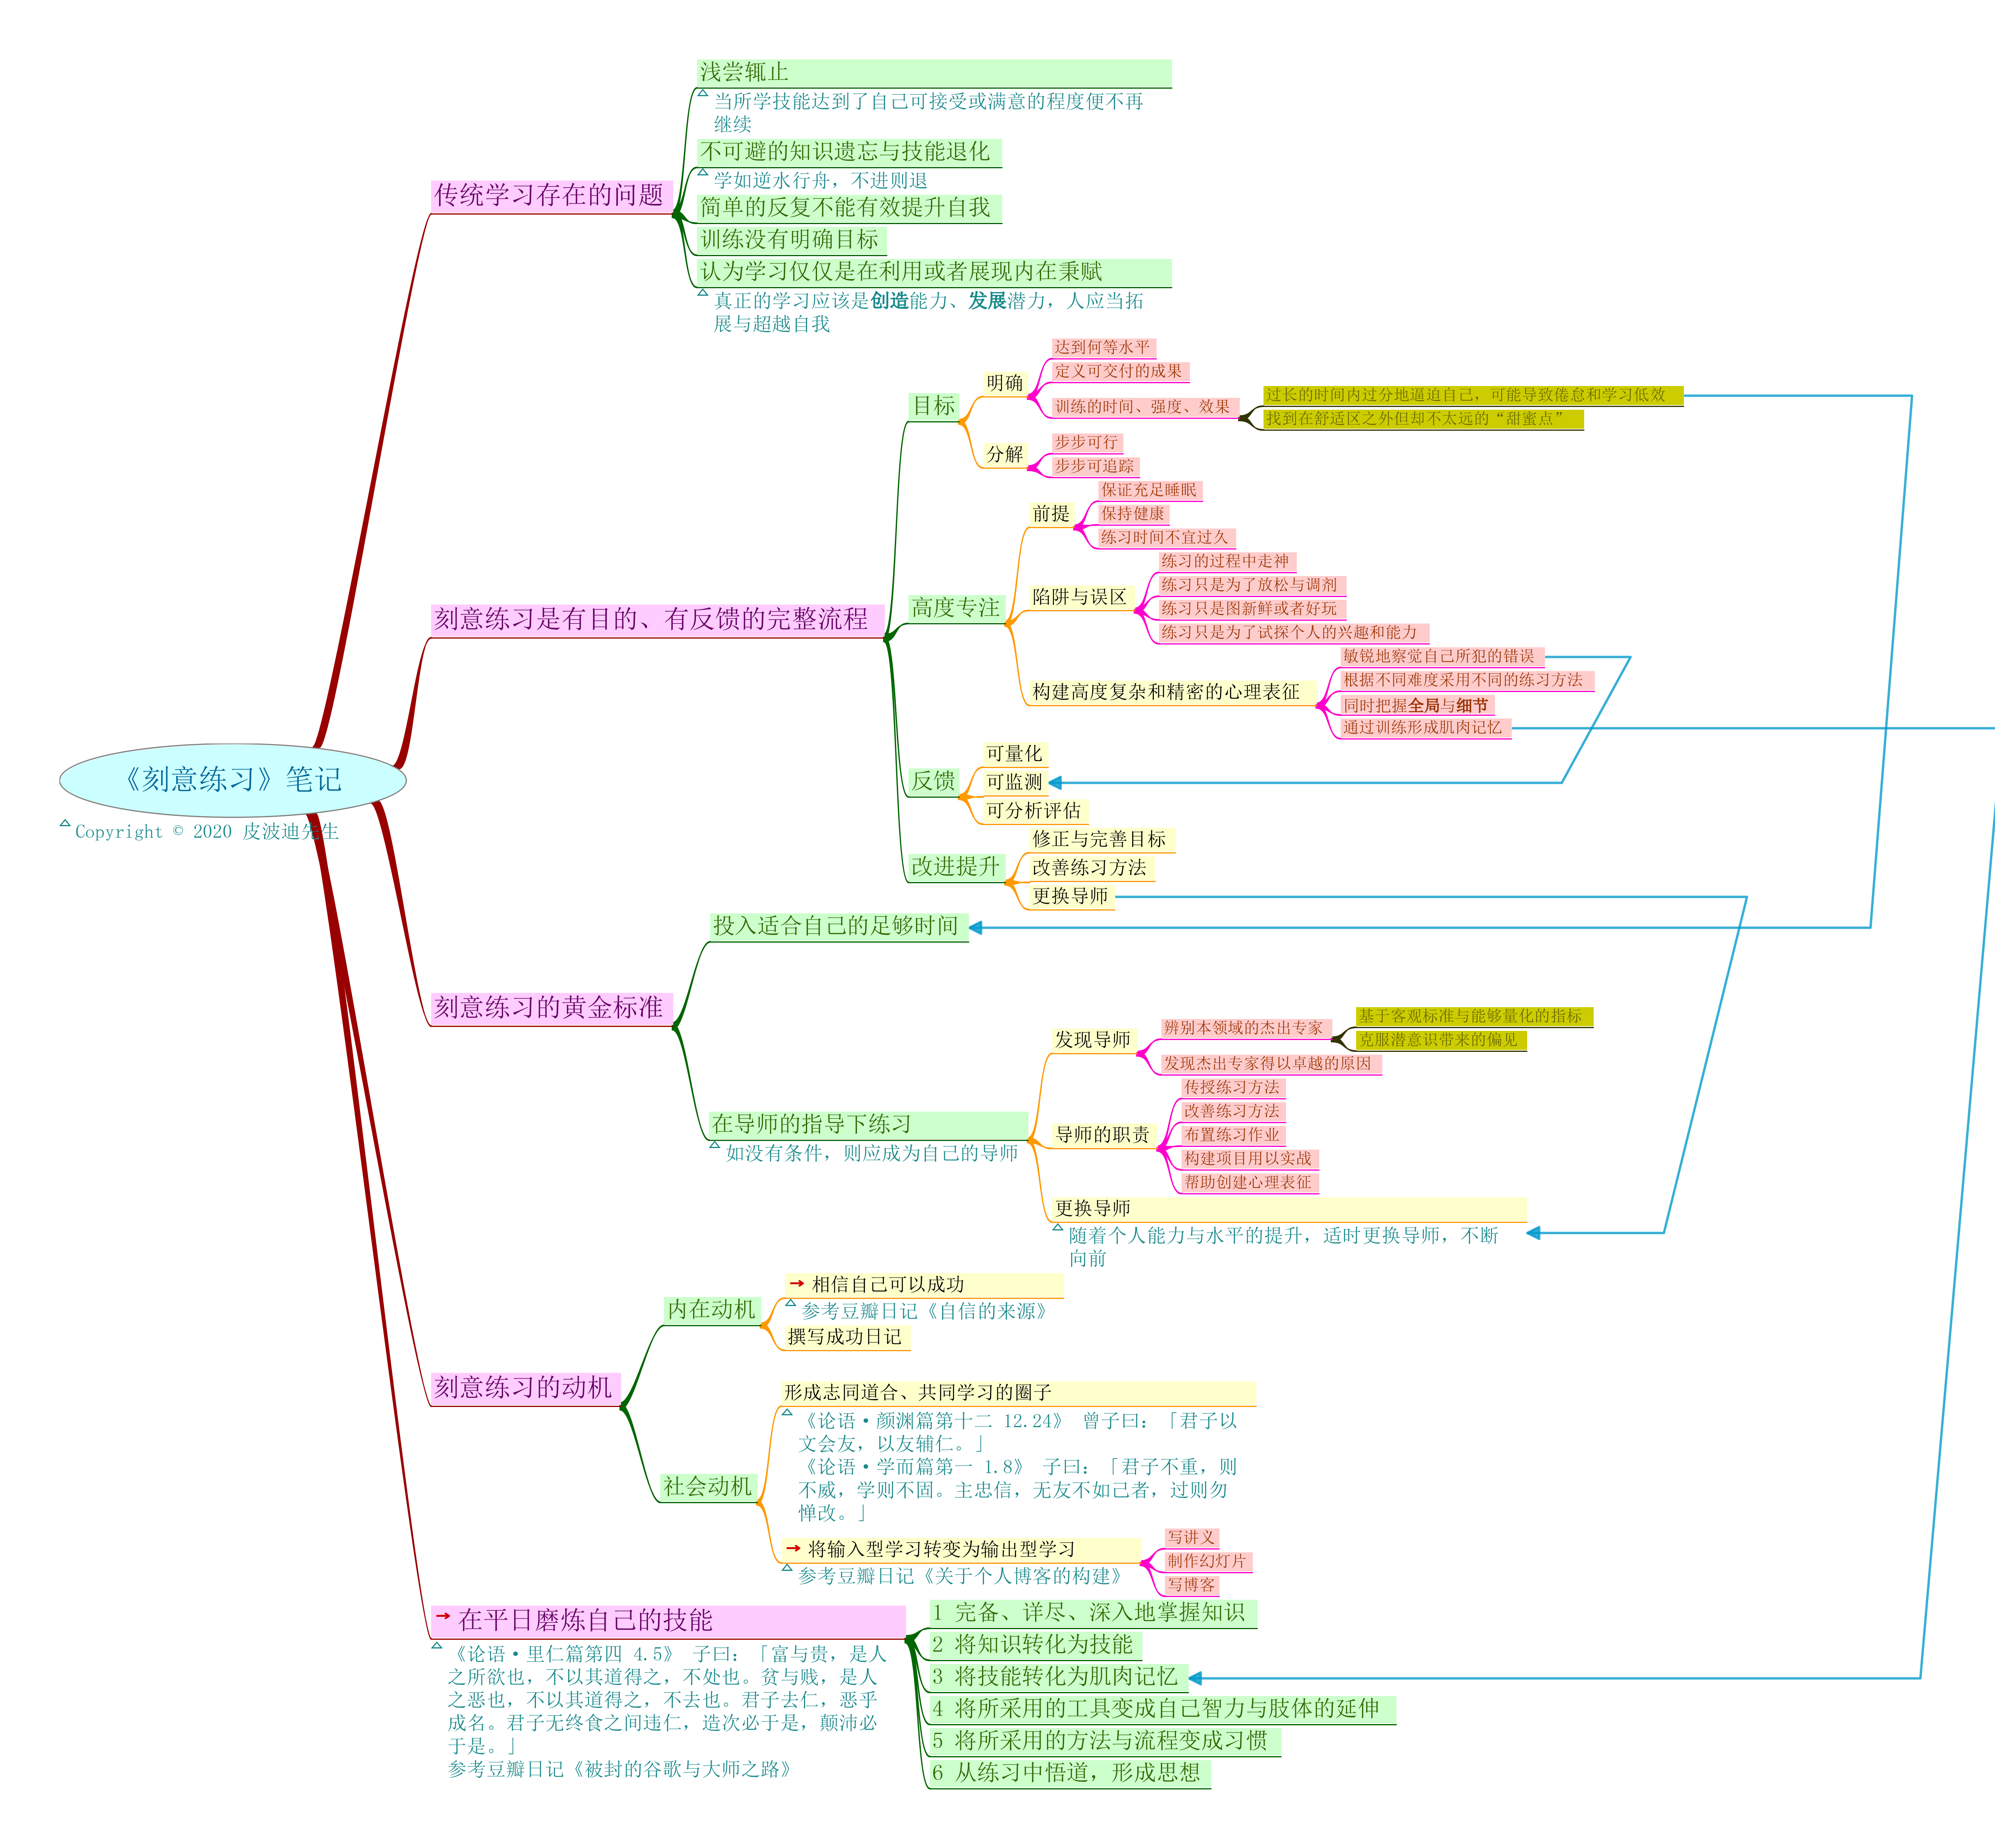 浅尝辄止
当所学技能达到了自己可接受或满意的程度便不再
继续
不可避的知识遗忘与技能退化
学如逆水行舟，不进则退
传统学习存在的问题
简单的反复不能有效提升自我
训练没有明确目标
认为学习仅仅是在利用或者展现内在秉赋
真正的学习应该是创造能力、发展潜力，人应当拓
展与超越自我
达到何等水平
明确
定义可交付的成果
目标
训练的时间、强度、效果
过长的时间内过分地逼迫自己，可能导致倦怠和学习低效
找到在舒适区之外但却不太远的“甜蜜点”
分解
步步可行
步步可追踪
保证充足睡眠
前提
保持健康
练习时间不宜过久
练习的过程中走神
刻意练习是有目的、有反馈的完整流程
高度专注
陷阱与误区
练习只是为了放松与调剂
练习只是图新鲜或者好玩
练习只是为了试探个人的兴趣和能力
敏锐地察觉自己所犯的错误
构建高度复杂和精密的心理表征
根据不同难度采用不同的练习方法
同时把握全局与细节
通过训练形成肌肉记忆
《刻意练习》笔记
Copyright © 2020 皮波迪先生
反馈
可量化
可监测
可分析评估
改进提升
修正与完善目标
改善练习方法
更换导师
投入适合自己的足够时间
刻意练习的黄金标准
发现导师
辨别本领域的杰出专家
基于客观标准与能够量化的指标
克服潜意识带来的偏见
发现杰出专家得以卓越的原因
在导师的指导下练习
如没有条件，则应成为自己的导师
导师的职责
传授练习方法
改善练习方法
布置练习作业
构建项目用以实战
帮助创建心理表征
更换导师
随着个人能力与水平的提升，适时更换导师，不断
向前
刻意练习的动机
内在动机
→ 相信自己可以成功
参考豆瓣日记《自信的来源》
撰写成功日记
社会动机
形成志同道合、共同学习的圈子
《论语·颜渊篇第十二 12.24》 曾子曰：「君子以
文会友，以友辅仁。」
《论语·学而篇第一 1.8》 子曰：「君子不重，则
不威，学则不固。主忠信，无友不如己者，过则勿
惮改。」
→ 将输入型学习转变为输出型学习
参考豆瓣日记《关于个人博客的构建》
写讲义
制作幻灯片
写博客
→ 在平日磨炼自己的技能
《论语·里仁篇第四 4.5》 子曰：「富与贵，是人
之所欲也，不以其道得之，不处也。贫与贱，是人
之恶也，不以其道得之，不去也。君子去仁，恶乎
成名。君子无终食之间违仁，造次必于是，颠沛必
于是。」
参考豆瓣日记《被封的谷歌与大师之路》
1 完备、详尽、深入地掌握知识
2 将知识转化为技能
3 将技能转化为肌肉记忆
4 将所采用的工具变成自己智力与肢体的延伸
5 将所采用的方法与流程变成习惯
6 从练习中悟道，形成思想